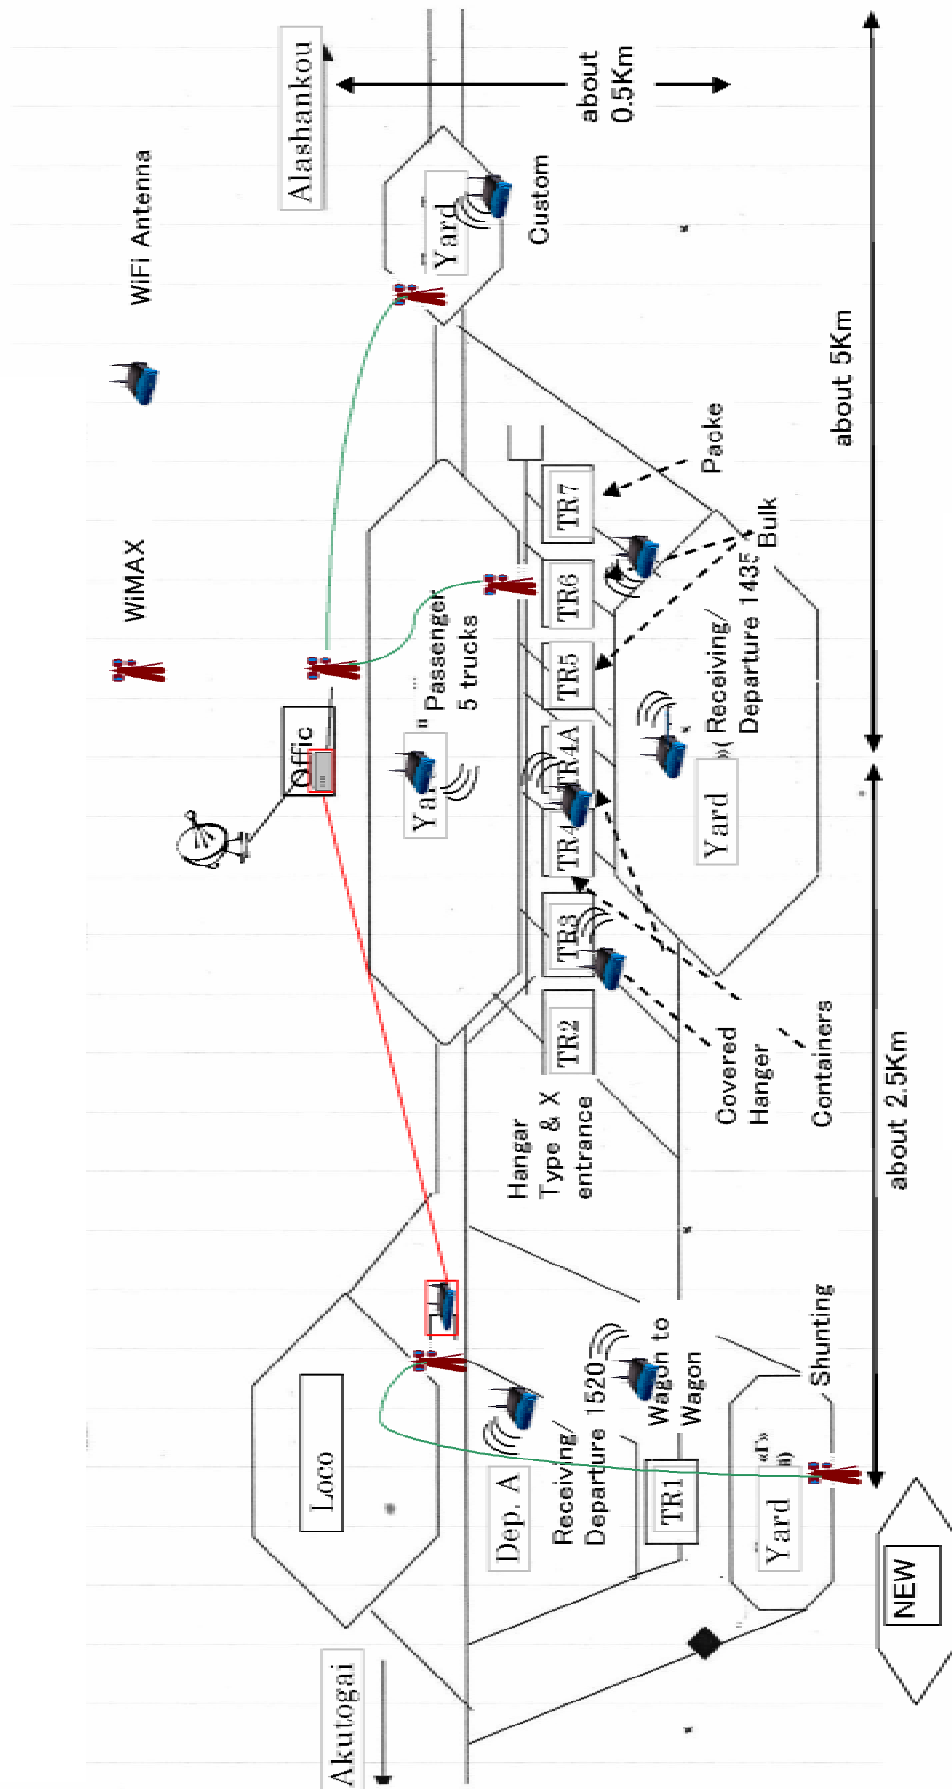 WiMAX
WiFi Antenna
Alashankou
about
0.5Km
Offic
Akutogai
Loco
Yard
Custom
Passenger
5 trucks
Dep. A
Receiving/
Departure 1520
Wagon to
Wagon
TR1
Hangar
Type & X
entrance
TR2
TR3
TR4
TR4A
TR5
TR6
TR7
Packe
Bulk
Yard
Receiving/
Departure 1435
Covered
Hanger
Containers
Yard
Shunting
NEW
about 2.5Km
about 5Km